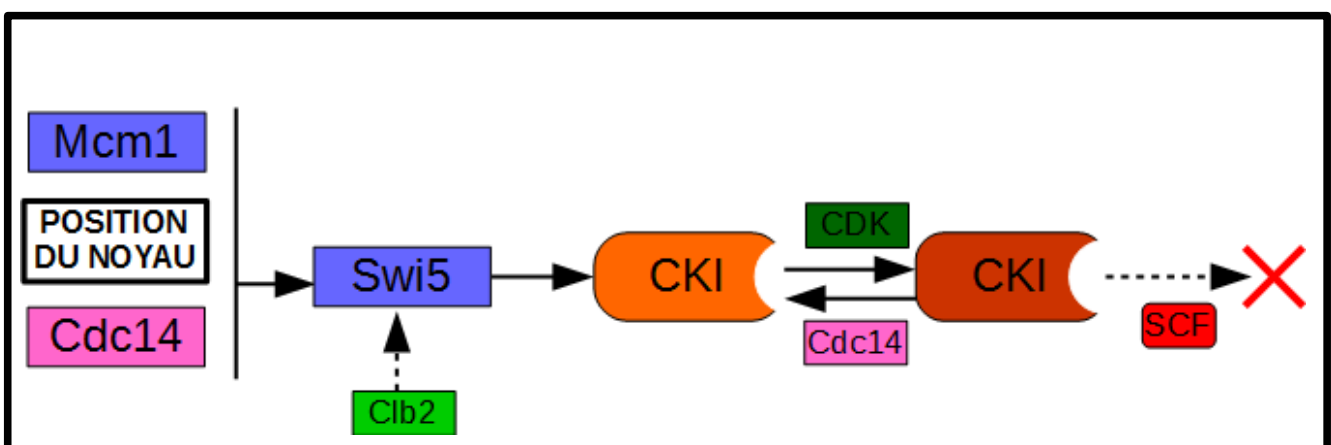 Mcm1
POSITION
DU NOYAU
Cdc14
Swi5
Clb2
CKI
CDK
Cdc14
CKI
SCF